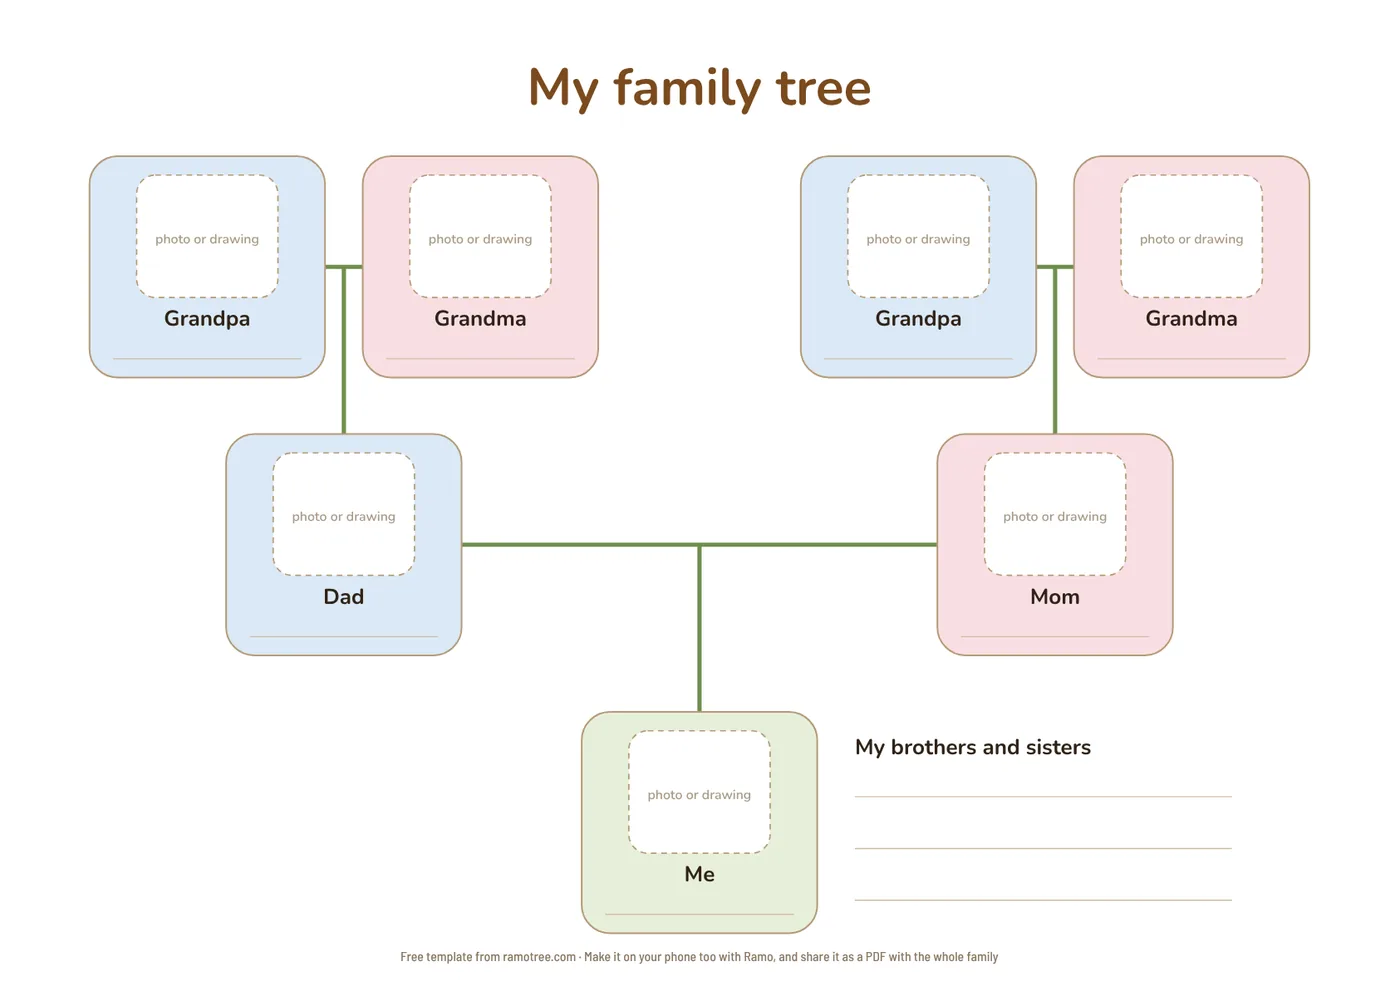 My family tree
photo or drawing
photo or drawing
photo or drawing
photo or drawing
Grandpa
Grandma
Grandpa
Grandma
photo or drawing
photo or drawing
Dad
Mom
My brothers and sisters
photo or drawing
Me
Free template from ramotree.com · Make it on your phone too with Ramo, and share it as a PDF with the whole family